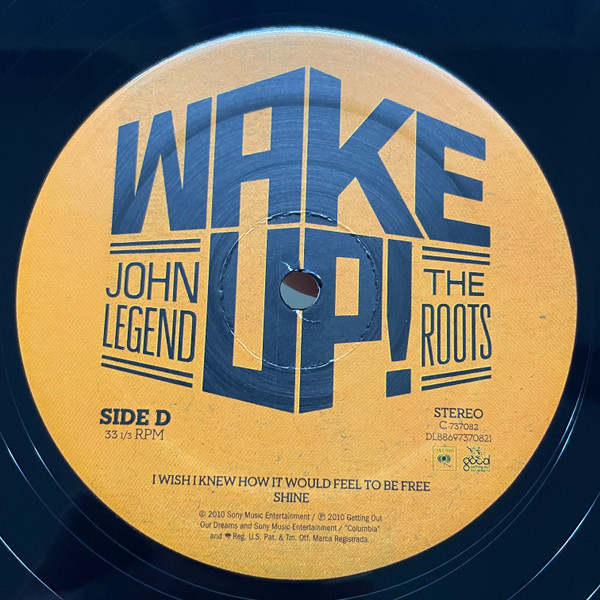 WAKE
UP!
JOHN
LEGEND
THE
ROOTS
SIDE D
33 1/3 RPM
STEREO
C-737082
DL88697370821
good
I WISH I KNEW HOW IT WOULD FEEL TO BE FREE
SHINE
© 2010 Sony Music Entertainment / ℗ 2010 Getting Out
Our Dreams and Sony Music Entertainment / "Columbia"
and Reg. U.S. Pat. & Tm. Off. Marca Registrada.